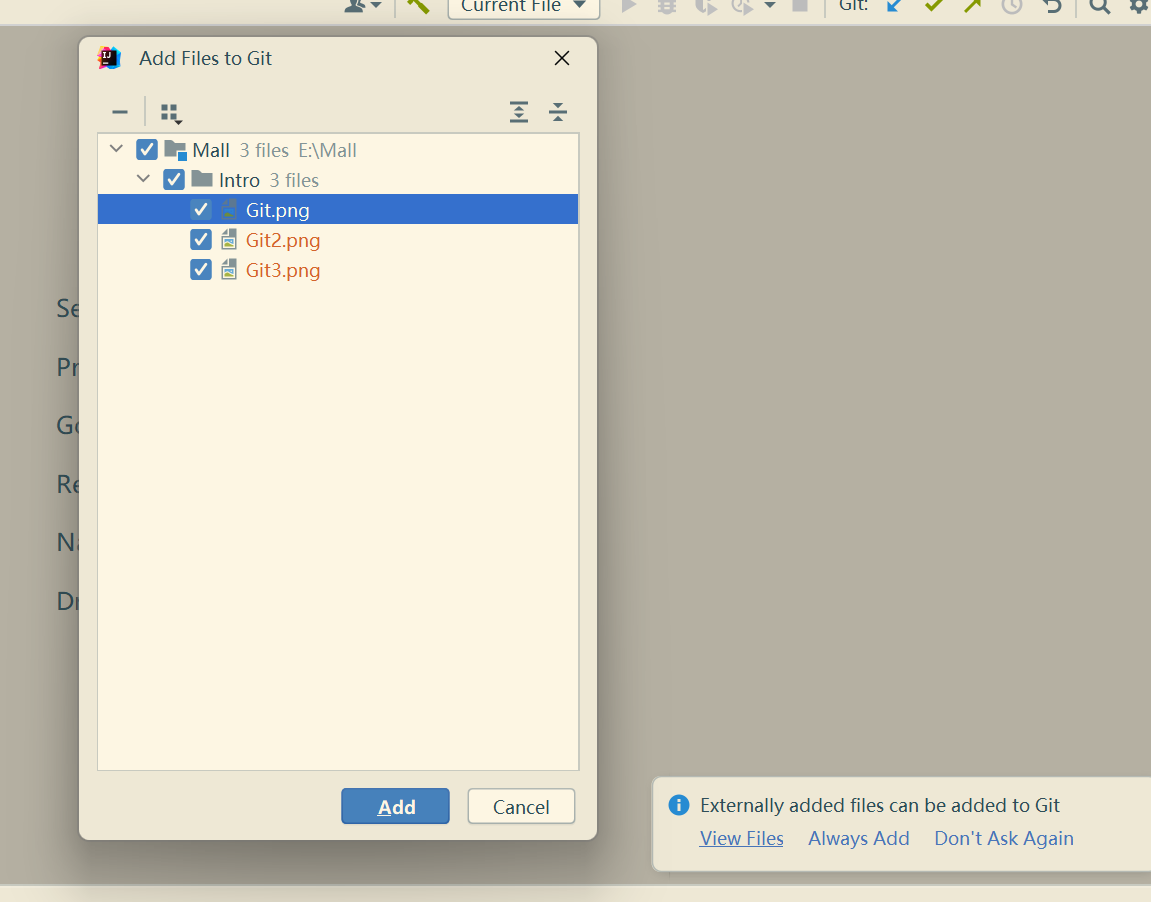 Current File
Git:
Add Files to Git
Mall 3 files E:\Mall
Intro 3 files
Git.png
Git2.png
Git3.png
Se
Pr
Go
Re
Na
Dr
Add
Cancel
Externally added files can be added to Git
View Files Always Add Don't Ask Again